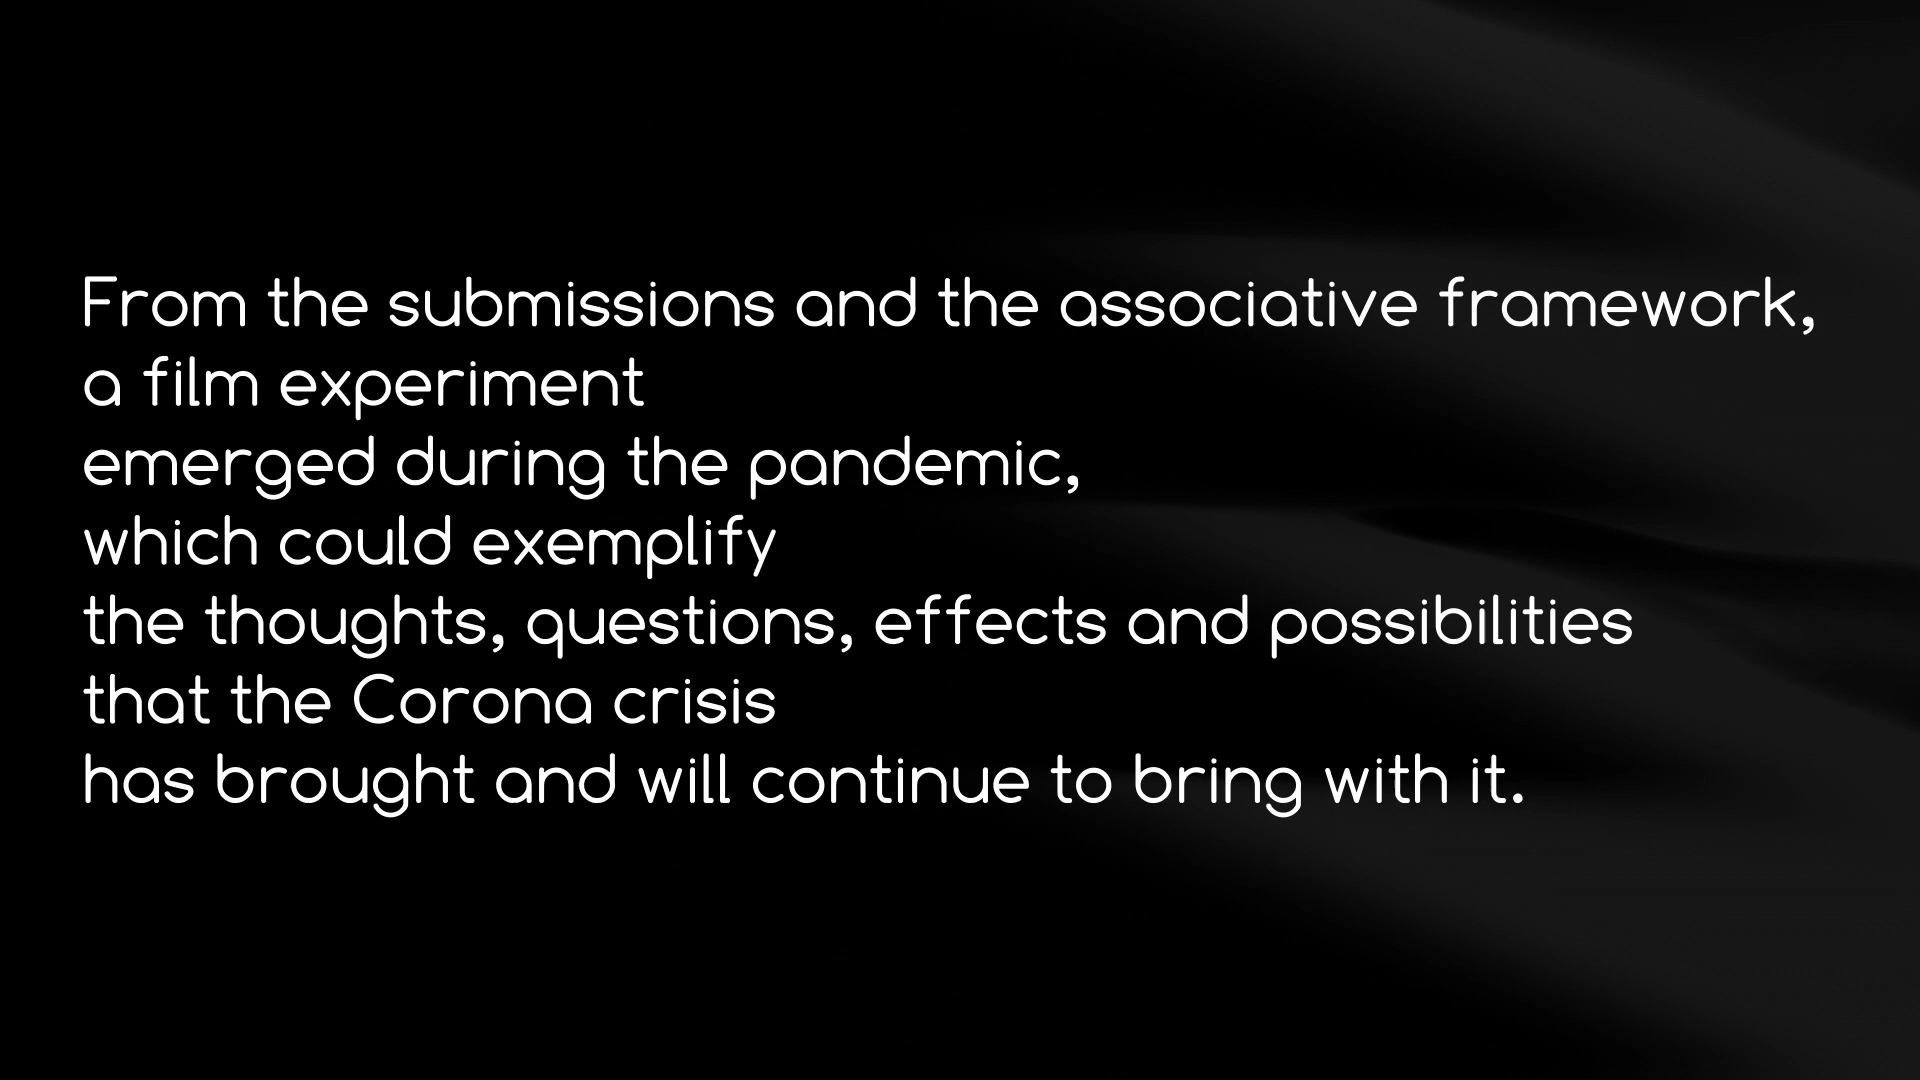 From the submissions and the associative framework,
a film experiment
emerged during the pandemic,
which could exemplify
the thoughts, questions, effects and possibilities
that the Corona crisis
has brought and will continue to bring with it.